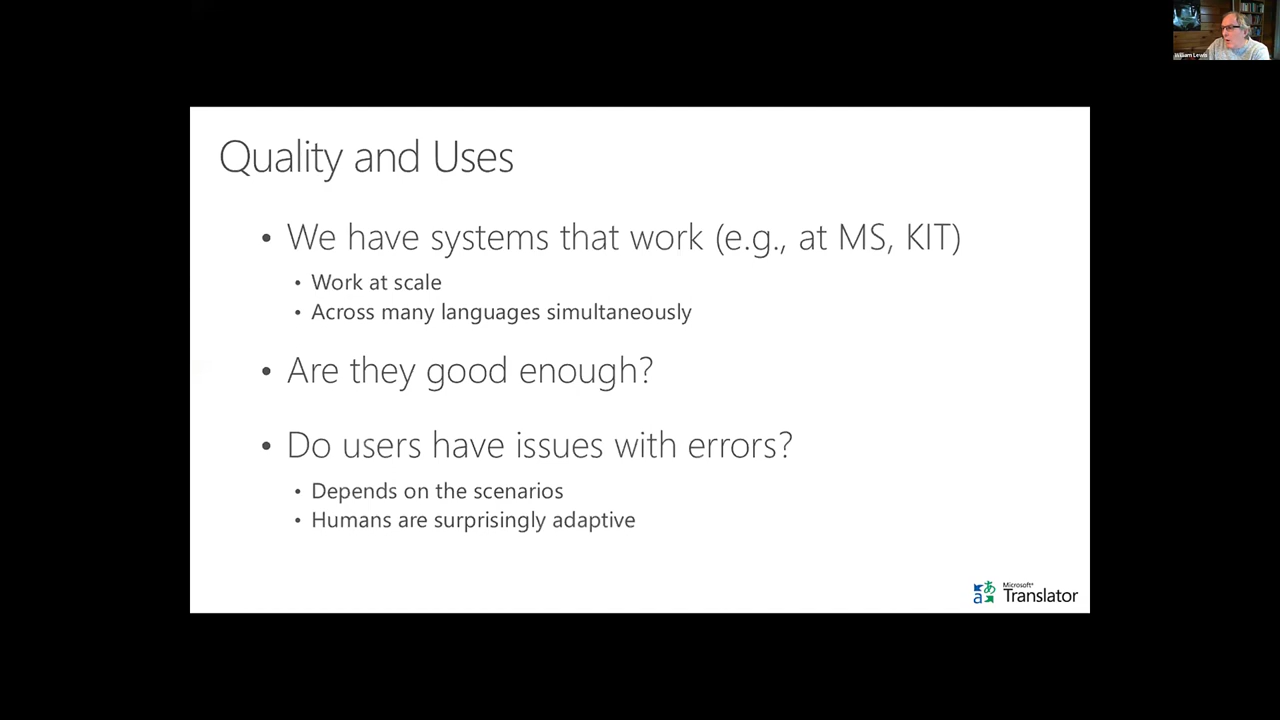 William Lewis
Quality and Uses
• We have systems that work (e.g., at MS, KIT)
• Work at scale
• Across many languages simultaneously
• Are they good enough?
• Do users have issues with errors?
• Depends on the scenarios
• Humans are surprisingly adaptive
Microsoft®
Translator